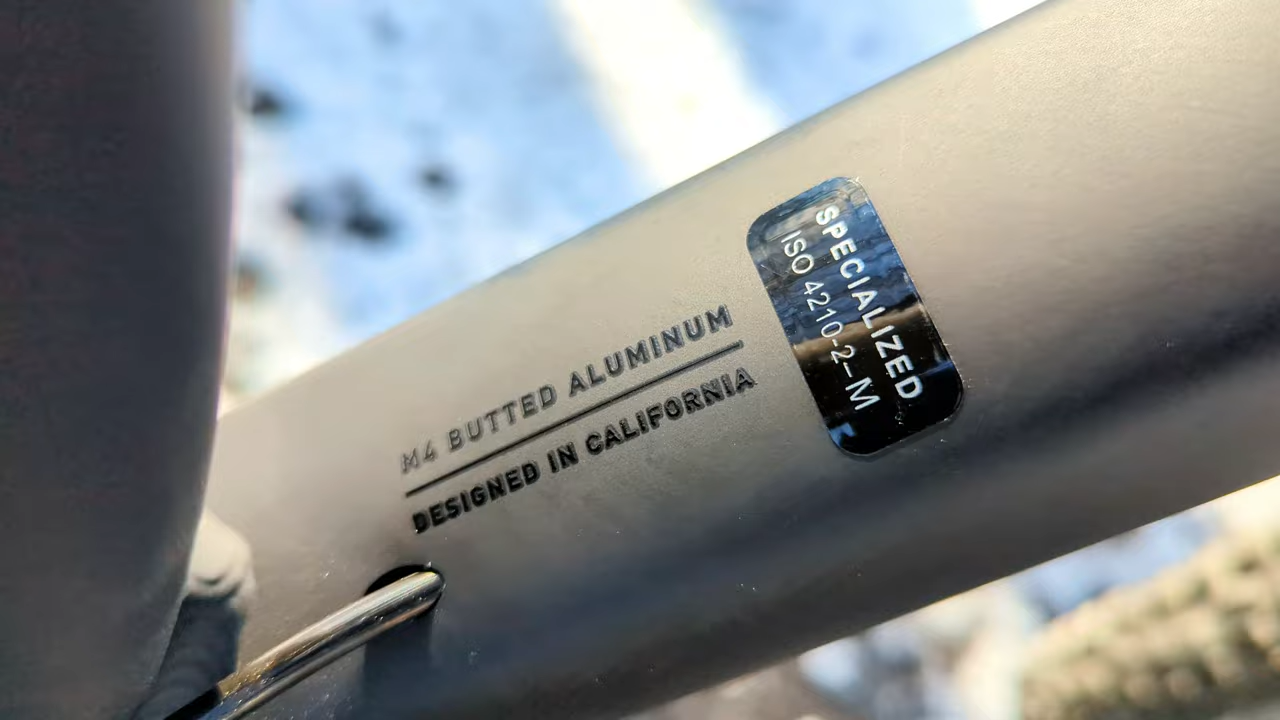 M4 BUTTED ALUMINUM
DESIGNED IN CALIFORNIA
SPECIALIZED
ISO 4210-2–M